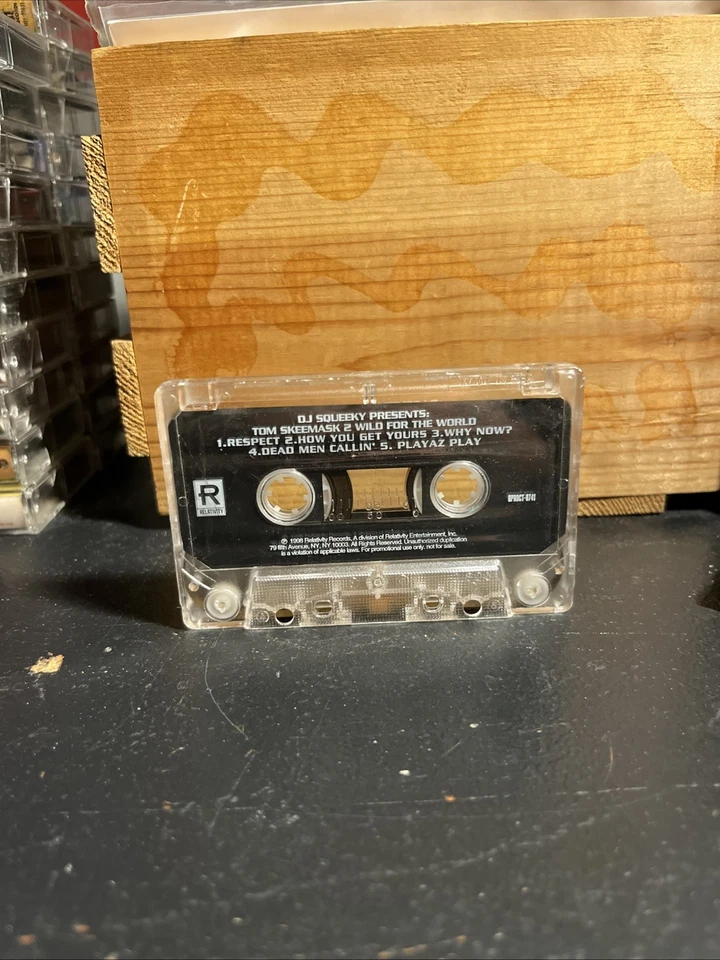 DJ SQUEEKY PRESENTS:
TOM SKEEMASK 2 WILD FOR THE WORLD
1.RESPECT 2.HOW YOU GET YOURS 3.WHY NOW?
4.DEAD MEN CALLIN' 5. PLAYAZ PLAY
R
RELATIVITY
RPROCT-0741
℗ 1998 Relativity Records, A division of Relativity Entertainment, Inc.
79 fifth Avenue, NY, NY 10003. All Rights Reserved. Unauthorized duplication
is a violation of applicable laws. For promotional use only. not for sale.